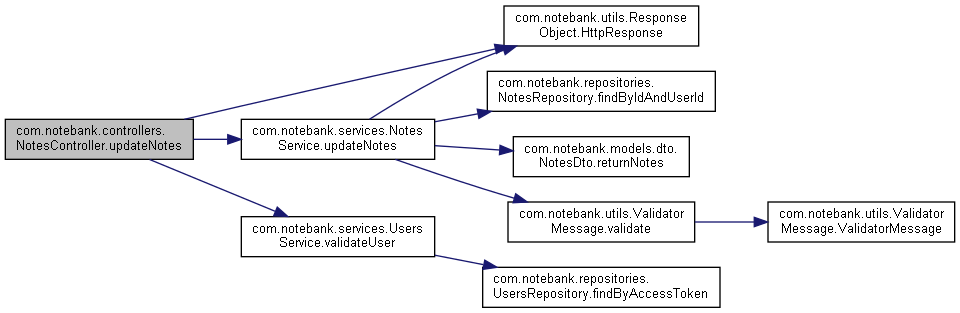 com.notebank.utils.Response
Object.HttpResponse
com.notebank.repositories.
NotesRepository.findByIdAndUserId
com.notebank.controllers.
NotesController.updateNotes
com.notebank.services.Notes
Service.updateNotes
com.notebank.models.dto.
NotesDto.returnNotes
com.notebank.utils.Validator
Message.validate
com.notebank.utils.Validator
Message.ValidatorMessage
com.notebank.services.Users
Service.validateUser
com.notebank.repositories.
UsersRepository.findByAccessToken